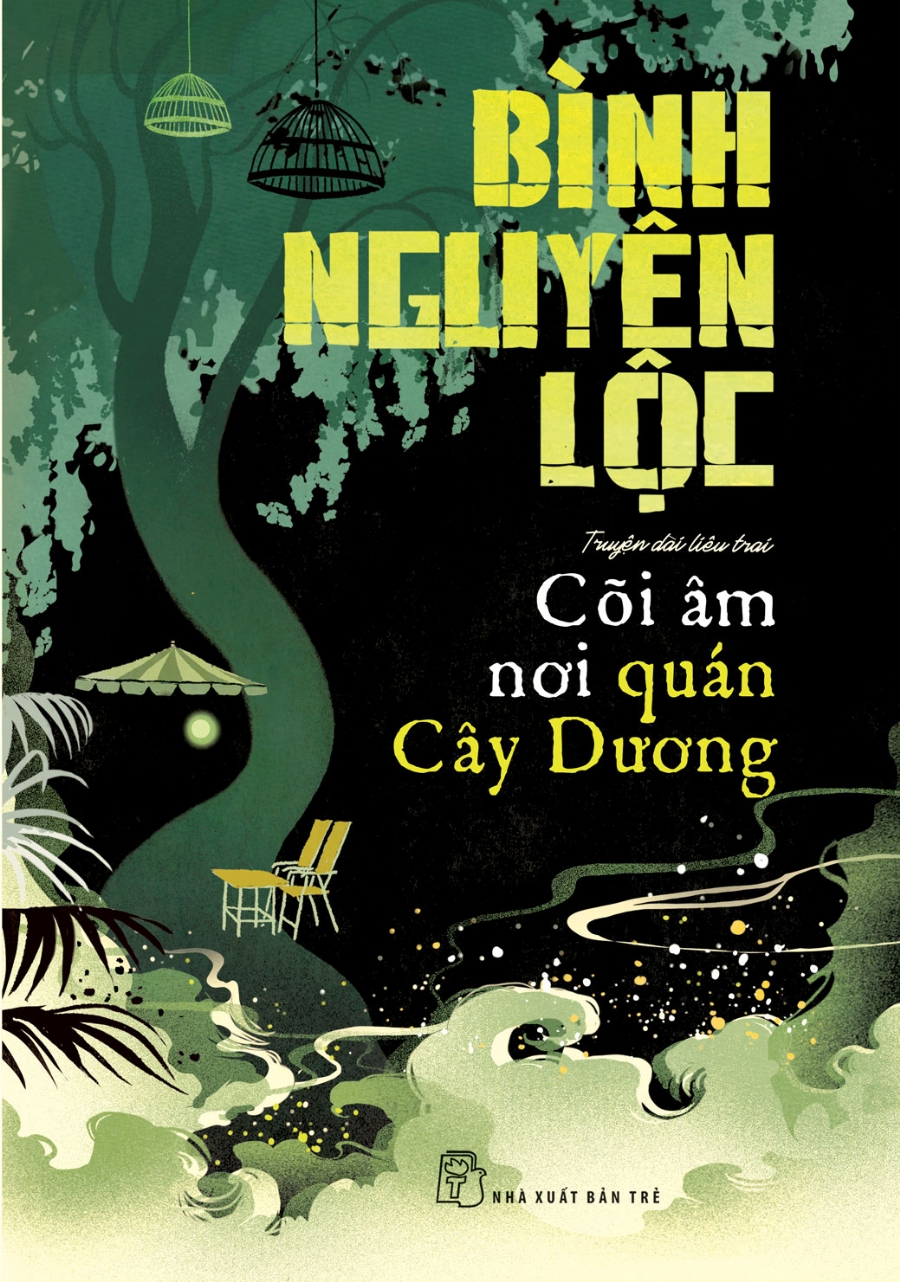 BÌNH
NGUYÊN
LỘC
Truyện dài liêu trai
Cõi âm
nơi quán
Cây Dương
NHÀ XUẤT BẢN TRẺ